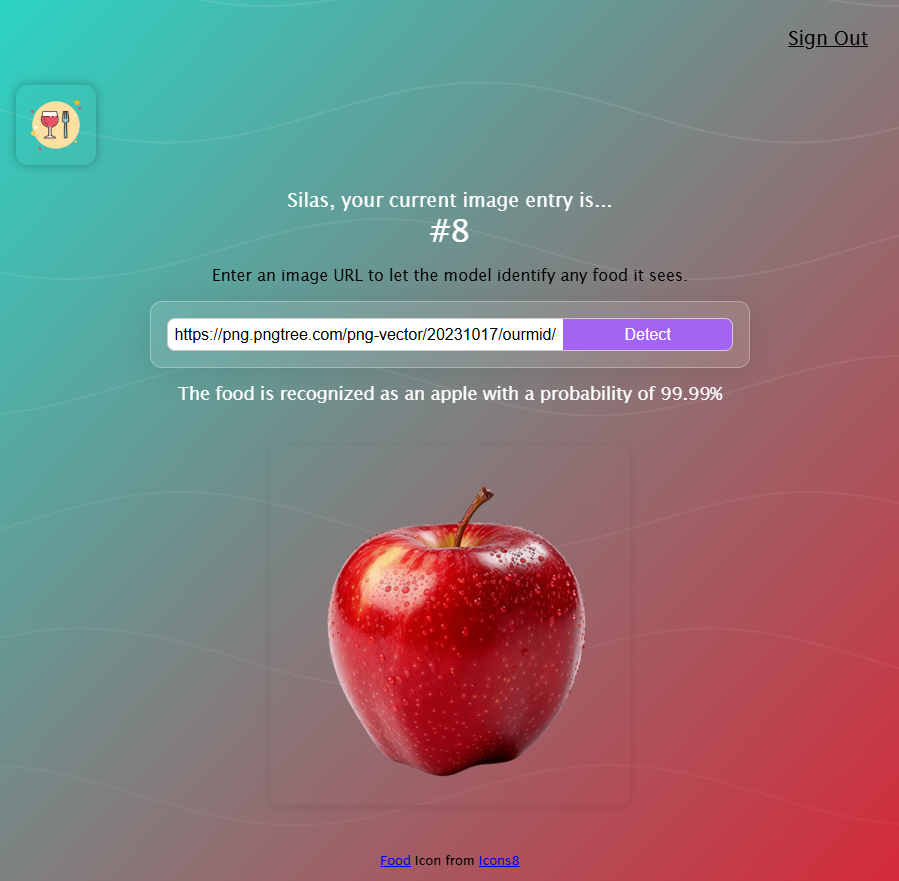 Sign Out
Silas, your current image entry is...
#8
Enter an image URL to let the model identify any food it sees.
https://png.pngtree.com/png-vector/20231017/ourmid/ Detect
The food is recognized as an apple with a probability of 99.99%
Food Icon from Icons8